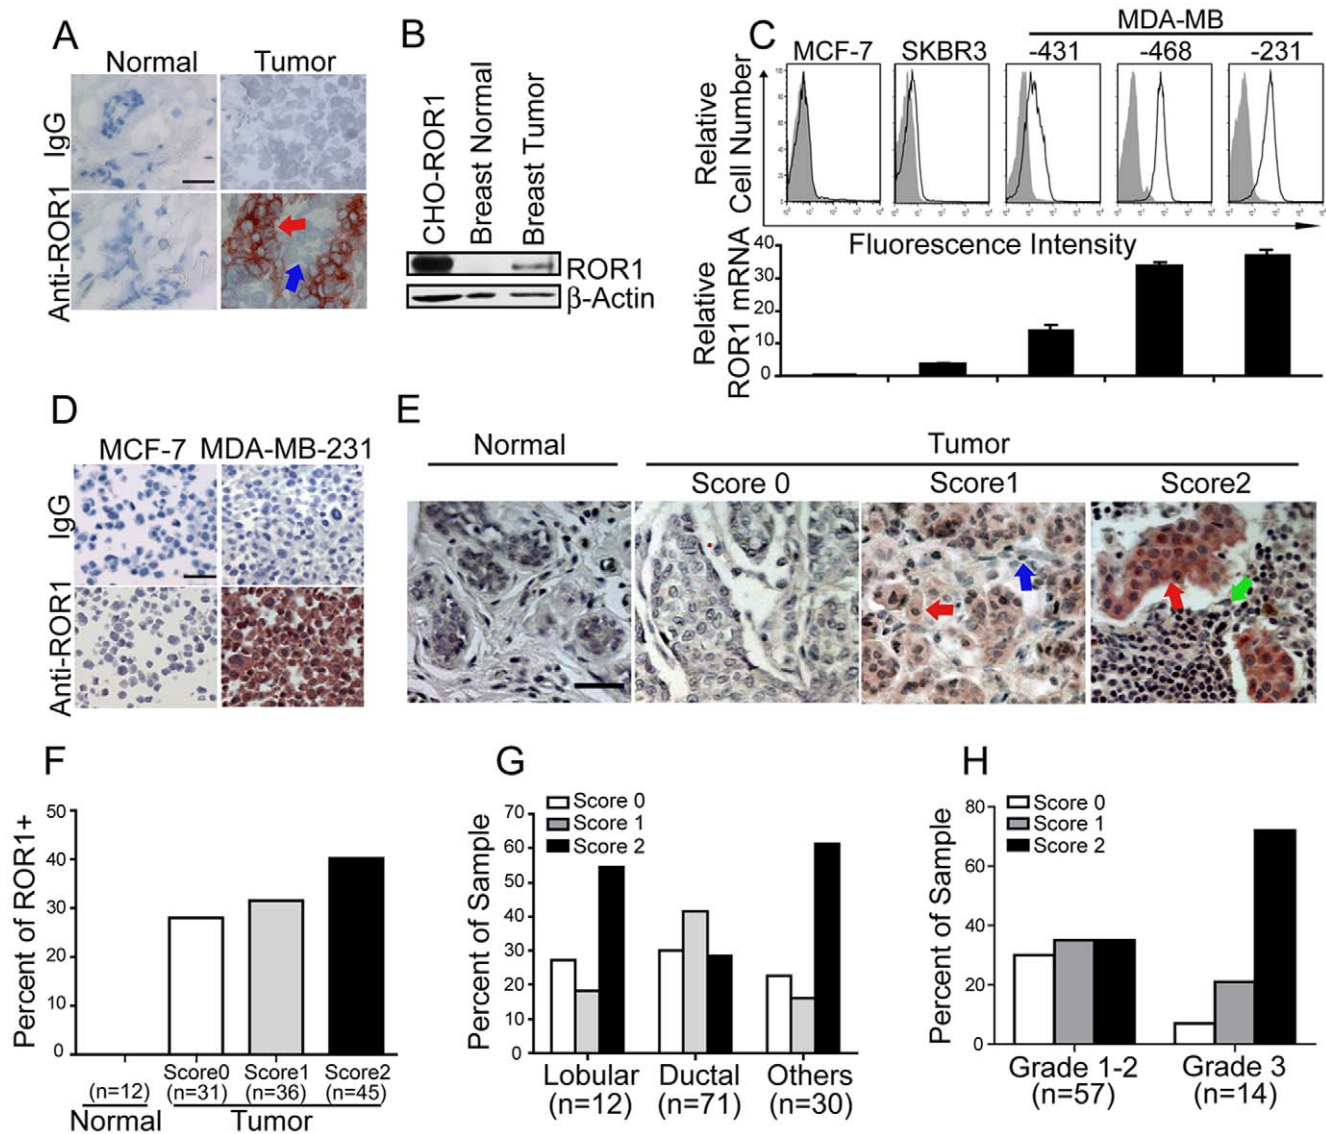 A
Normal Tumor
IgG
Anti-ROR1
B
CHO-ROR1
Breast Normal
Breast Tumor
ROR1
β-Actin
C
MDA-MB
MCF-7 SKBR3 -431 -468 -231
Relative
Cell Number
Fluorescence Intensity
Relative
ROR1 mRNA
40
30
20
10
0
D
MCF-7 MDA-MB-231
IgG
Anti-ROR1
E
Normal Tumor
Score 0 Score1 Score2
F
Percent of ROR1+
50
40
30
20
10
0
Score0 Score1 Score2
(n=12) (n=31) (n=36) (n=45)
Normal Tumor
G
Score 0
Score 1
Score 2
Percent of Sample
70
60
50
40
30
20
10
0
Lobular Ductal Others
(n=12) (n=71) (n=30)
H
Score 0
Score 1
Score 2
Percent of Sample
80
60
40
20
0
Grade 1-2 Grade 3
(n=57) (n=14)